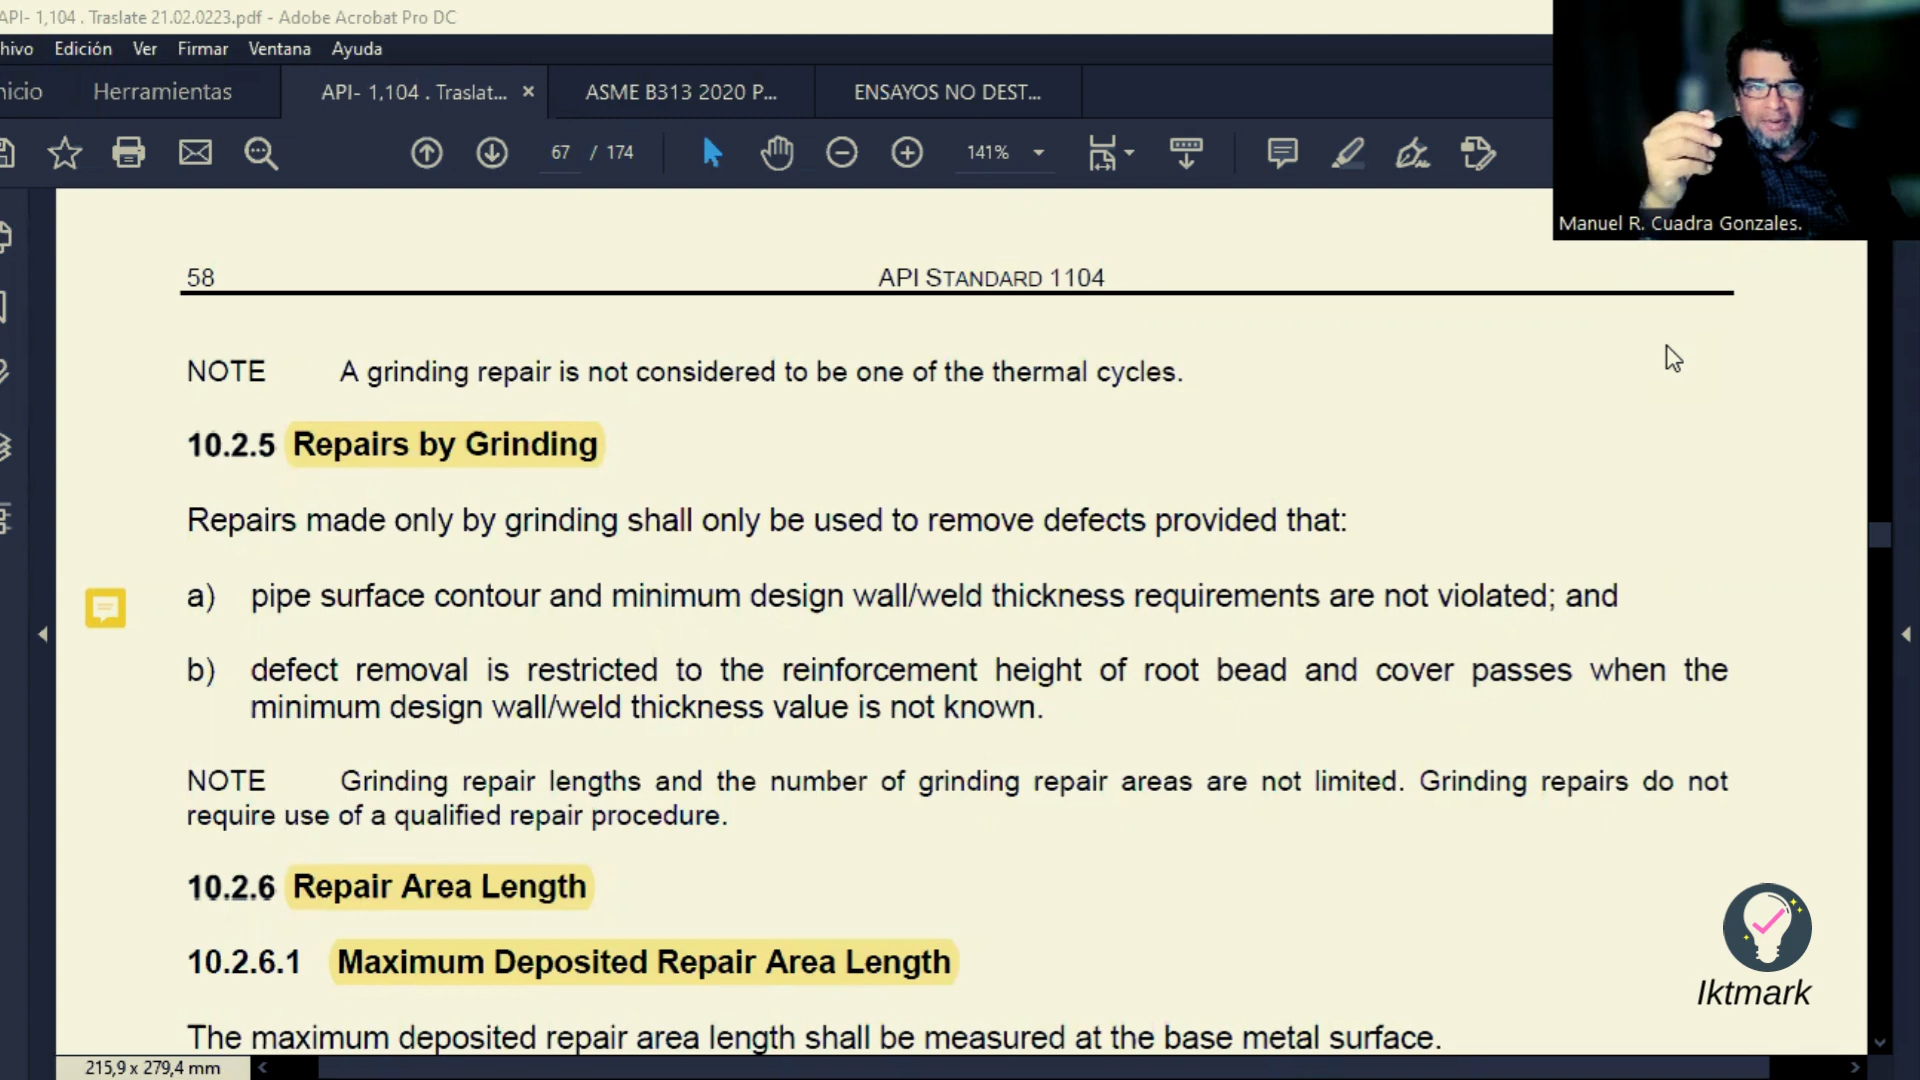 API- 1,104 . Traslate 21.02.0223.pdf - Adobe Acrobat Pro DC
hivo Edición Ver Firmar Ventana Ayuda
nicio Herramientas API- 1,104 . Traslat... × ASME B313 2020 P... ENSAYOS NO DEST...
67 / 174 141%
Manuel R. Cuadra Gonzales.
58 API STANDARD 1104
NOTE A grinding repair is not considered to be one of the thermal cycles.
10.2.5 Repairs by Grinding
Repairs made only by grinding shall only be used to remove defects provided that:
a) pipe surface contour and minimum design wall/weld thickness requirements are not violated; and
b) defect removal is restricted to the reinforcement height of root bead and cover passes when the
minimum design wall/weld thickness value is not known.
NOTE Grinding repair lengths and the number of grinding repair areas are not limited. Grinding repairs do not
require use of a qualified repair procedure.
10.2.6 Repair Area Length
10.2.6.1 Maximum Deposited Repair Area Length
The maximum deposited repair area length shall be measured at the base metal surface.
Iktmark
215,9 x 279,4 mm